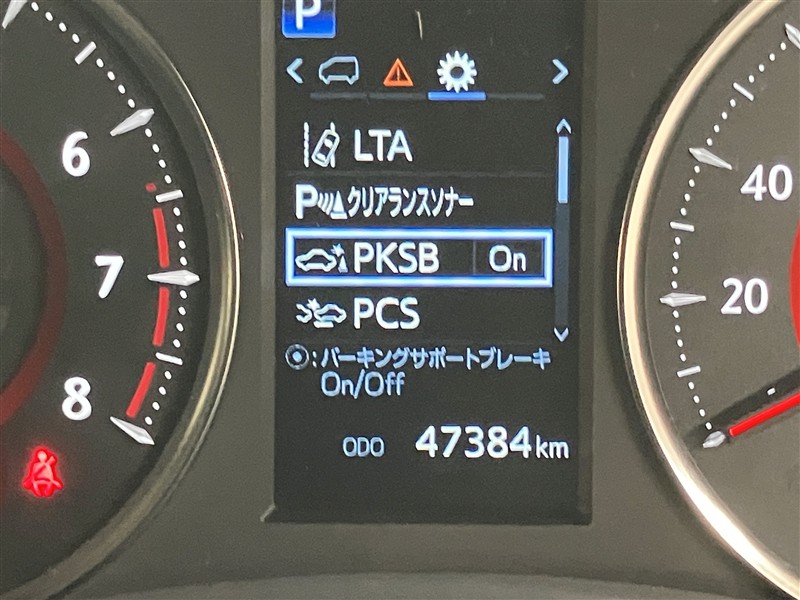 P
LTA
Pクリアランスソナー
PKSB On
PCS
:パーキングサポートブレーキ
On/Off
ODO 47384km
6
7
8
40
20